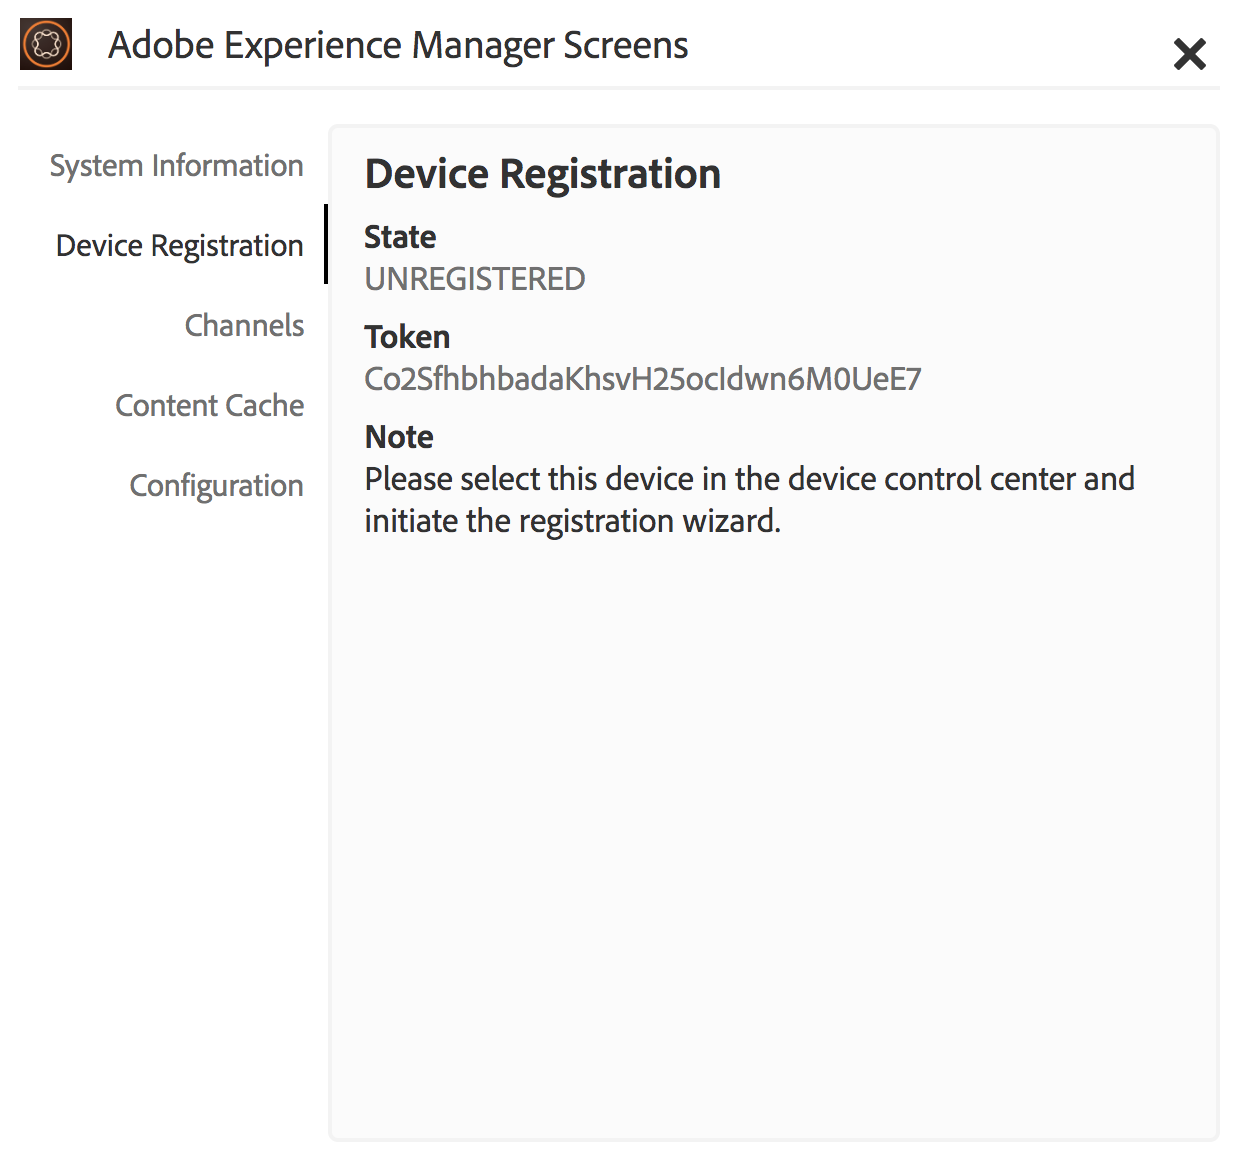 Adobe Experience Manager Screens
System Information
Device Registration
Channels
Content Cache
Configuration
Device Registration
State
UNREGISTERED
Token
Co2SfhbhbadaKhsvH25ocIdwn6M0UeE7
Note
Please select this device in the device control center and
initiate the registration wizard.